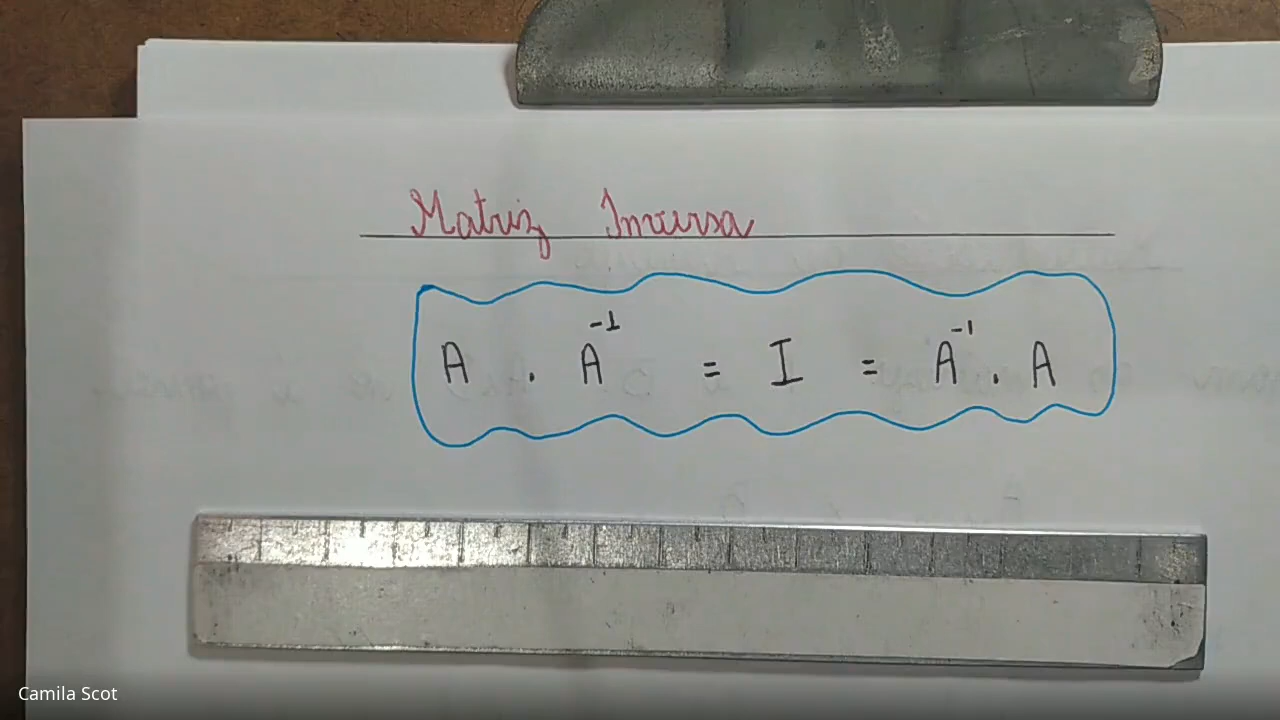 Matriz Inversa
A . A⁻¹ = I = A⁻¹ . A
Camila Scot